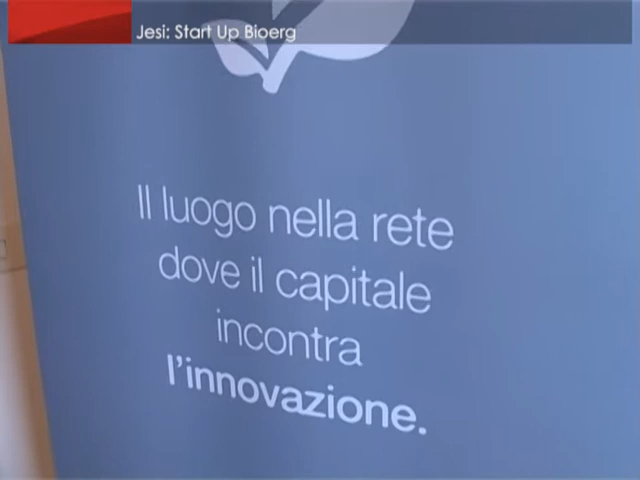 Jesi: Start Up Bioerg
Il luogo nella rete
dove il capitale
incontra
l'innovazione.